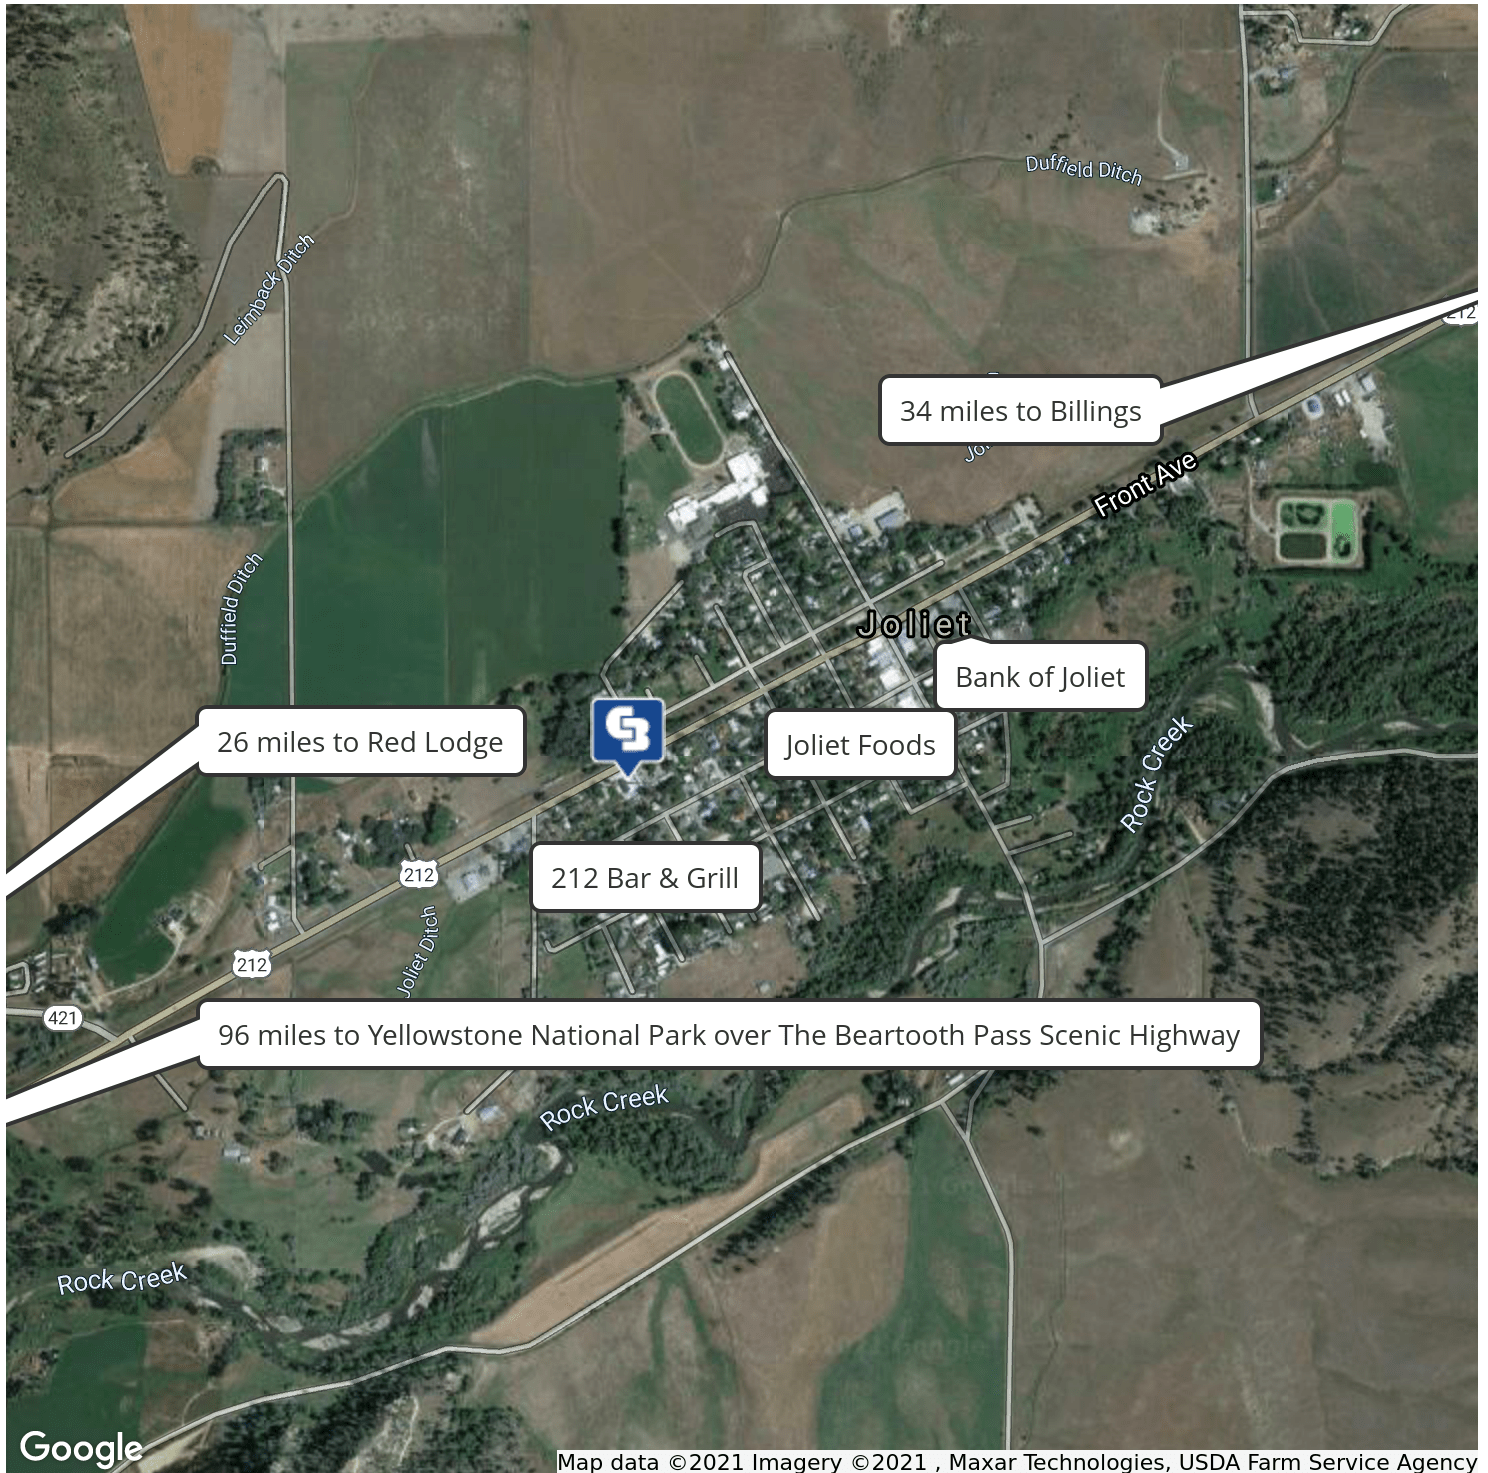 Duffield Ditch
Leimback Ditch
212
34 miles to Billings
Front Ave
Duffield Ditch
Joliet
Bank of Joliet
26 miles to Red Lodge
Joliet Foods
Rock Creek
212
212 Bar & Grill
Joliet Ditch
212
421
96 miles to Yellowstone National Park over The Beartooth Pass Scenic Highway
Rock Creek
Rock Creek
Google
Map data ©2021 Imagery ©2021 , Maxar Technologies, USDA Farm Service Agency